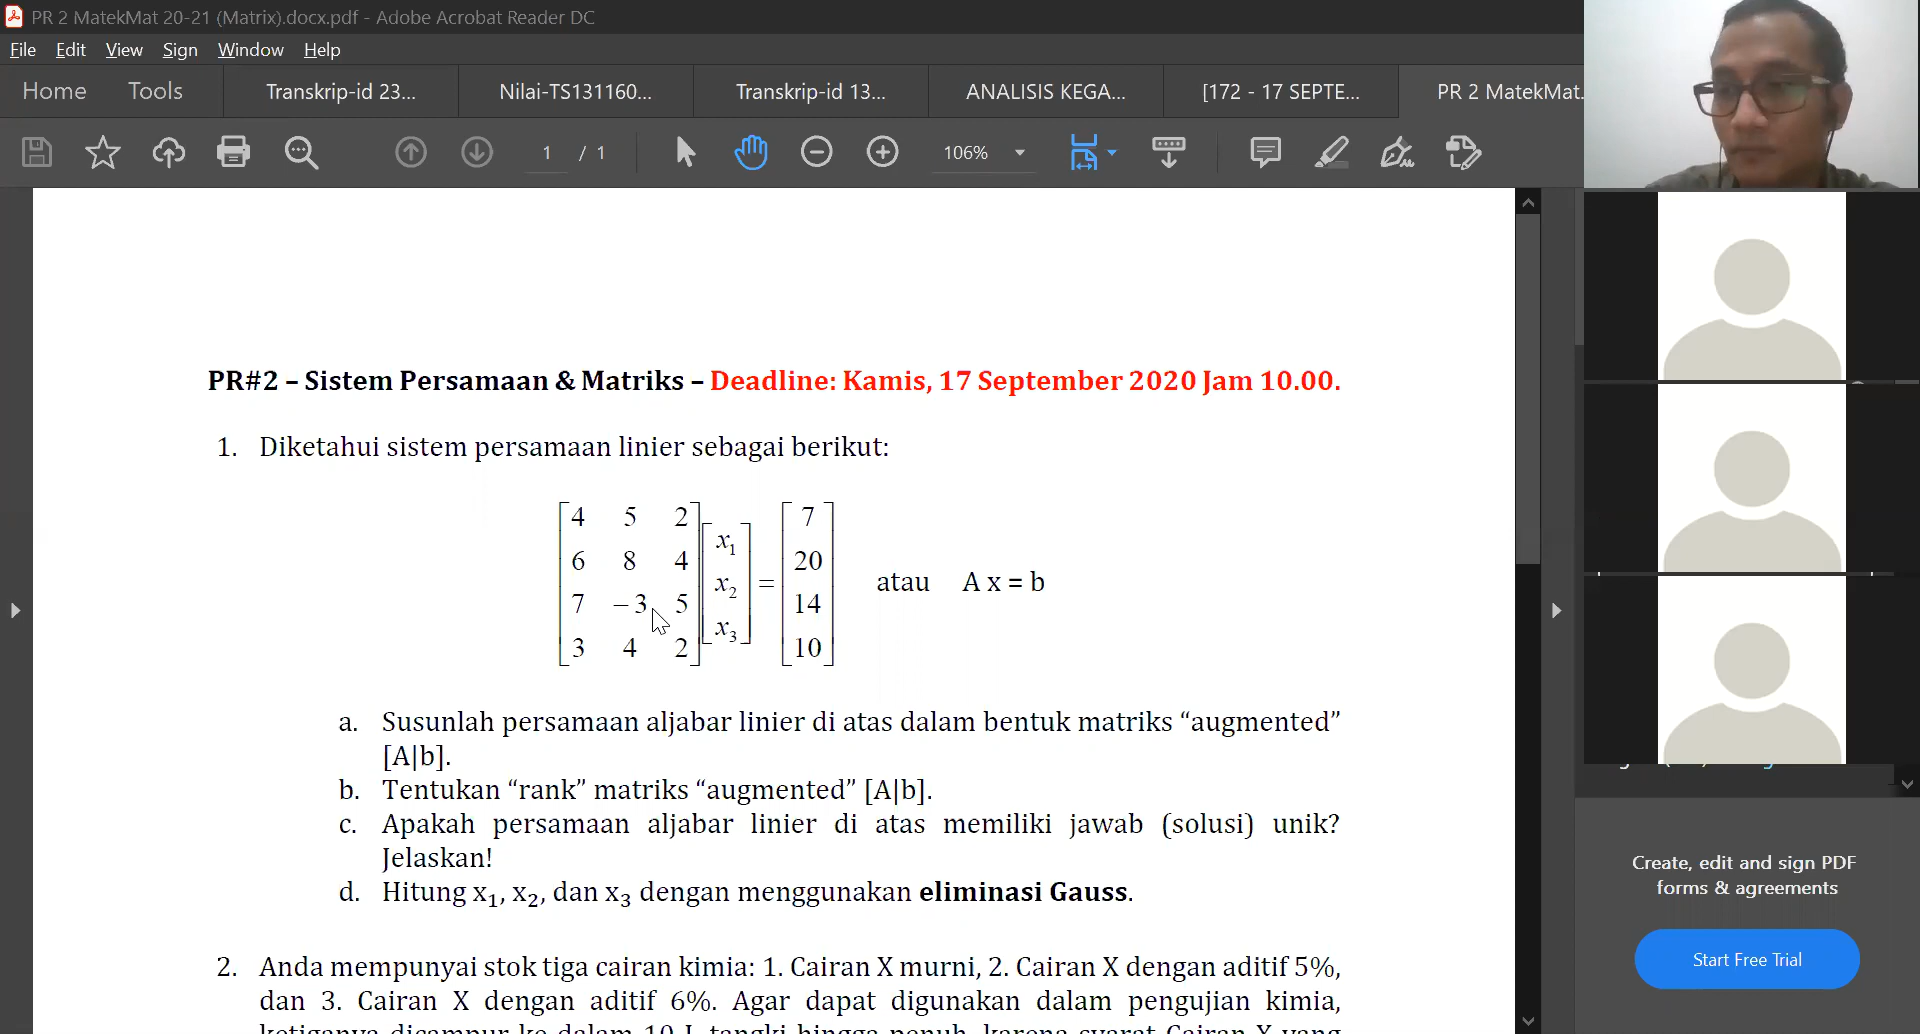 PR 2 MatekMat 20-21 (Matrix).docx.pdf - Adobe Acrobat Reader DC
File Edit View Sign Window Help
Home Tools Transkrip-id 23... Nilai-TS131160... Transkrip-id 13... ANALISIS KEGA... [172 - 17 SEPTE... PR 2 MatekMat.
1 / 1 106%
PR#2 – Sistem Persamaan & Matriks – Deadline: Kamis, 17 September 2020 Jam 10.00.
1. Diketahui sistem persamaan linier sebagai berikut:
4 5 2 7
x₁
6 8 4 20
x₂ = atau A x = b
7 −3 5 14
x₃
3 4 2 10
a. Susunlah persamaan aljabar linier di atas dalam bentuk matriks “augmented”
[A|b].
b. Tentukan “rank” matriks “augmented” [A|b].
c. Apakah persamaan aljabar linier di atas memiliki jawab (solusi) unik?
Jelaskan!
d. Hitung x₁, x₂, dan x₃ dengan menggunakan eliminasi Gauss.
2. Anda mempunyai stok tiga cairan kimia: 1. Cairan X murni, 2. Cairan X dengan aditif 5%,
dan 3. Cairan X dengan aditif 6%. Agar dapat digunakan dalam pengujian kimia,
Create, edit and sign PDF
forms & agreements
Start Free Trial